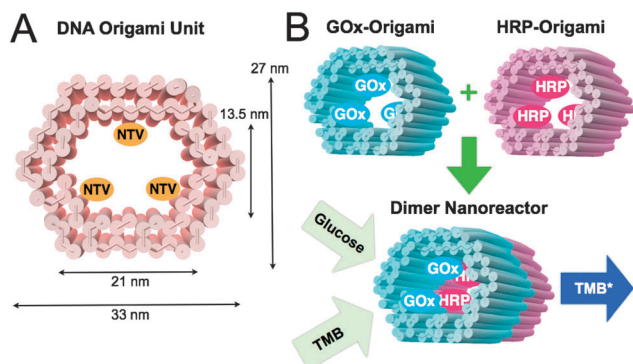 A
DNA Origami Unit
27 nm
13.5 nm
NTV
NTV
NTV
21 nm
33 nm
B
GOx-Origami
HRP-Origami
GOx
GOx
+
HRP
HRP
Dimer Nanoreactor
Glucose
TMB
GOx
GOx
HRP
TMB*